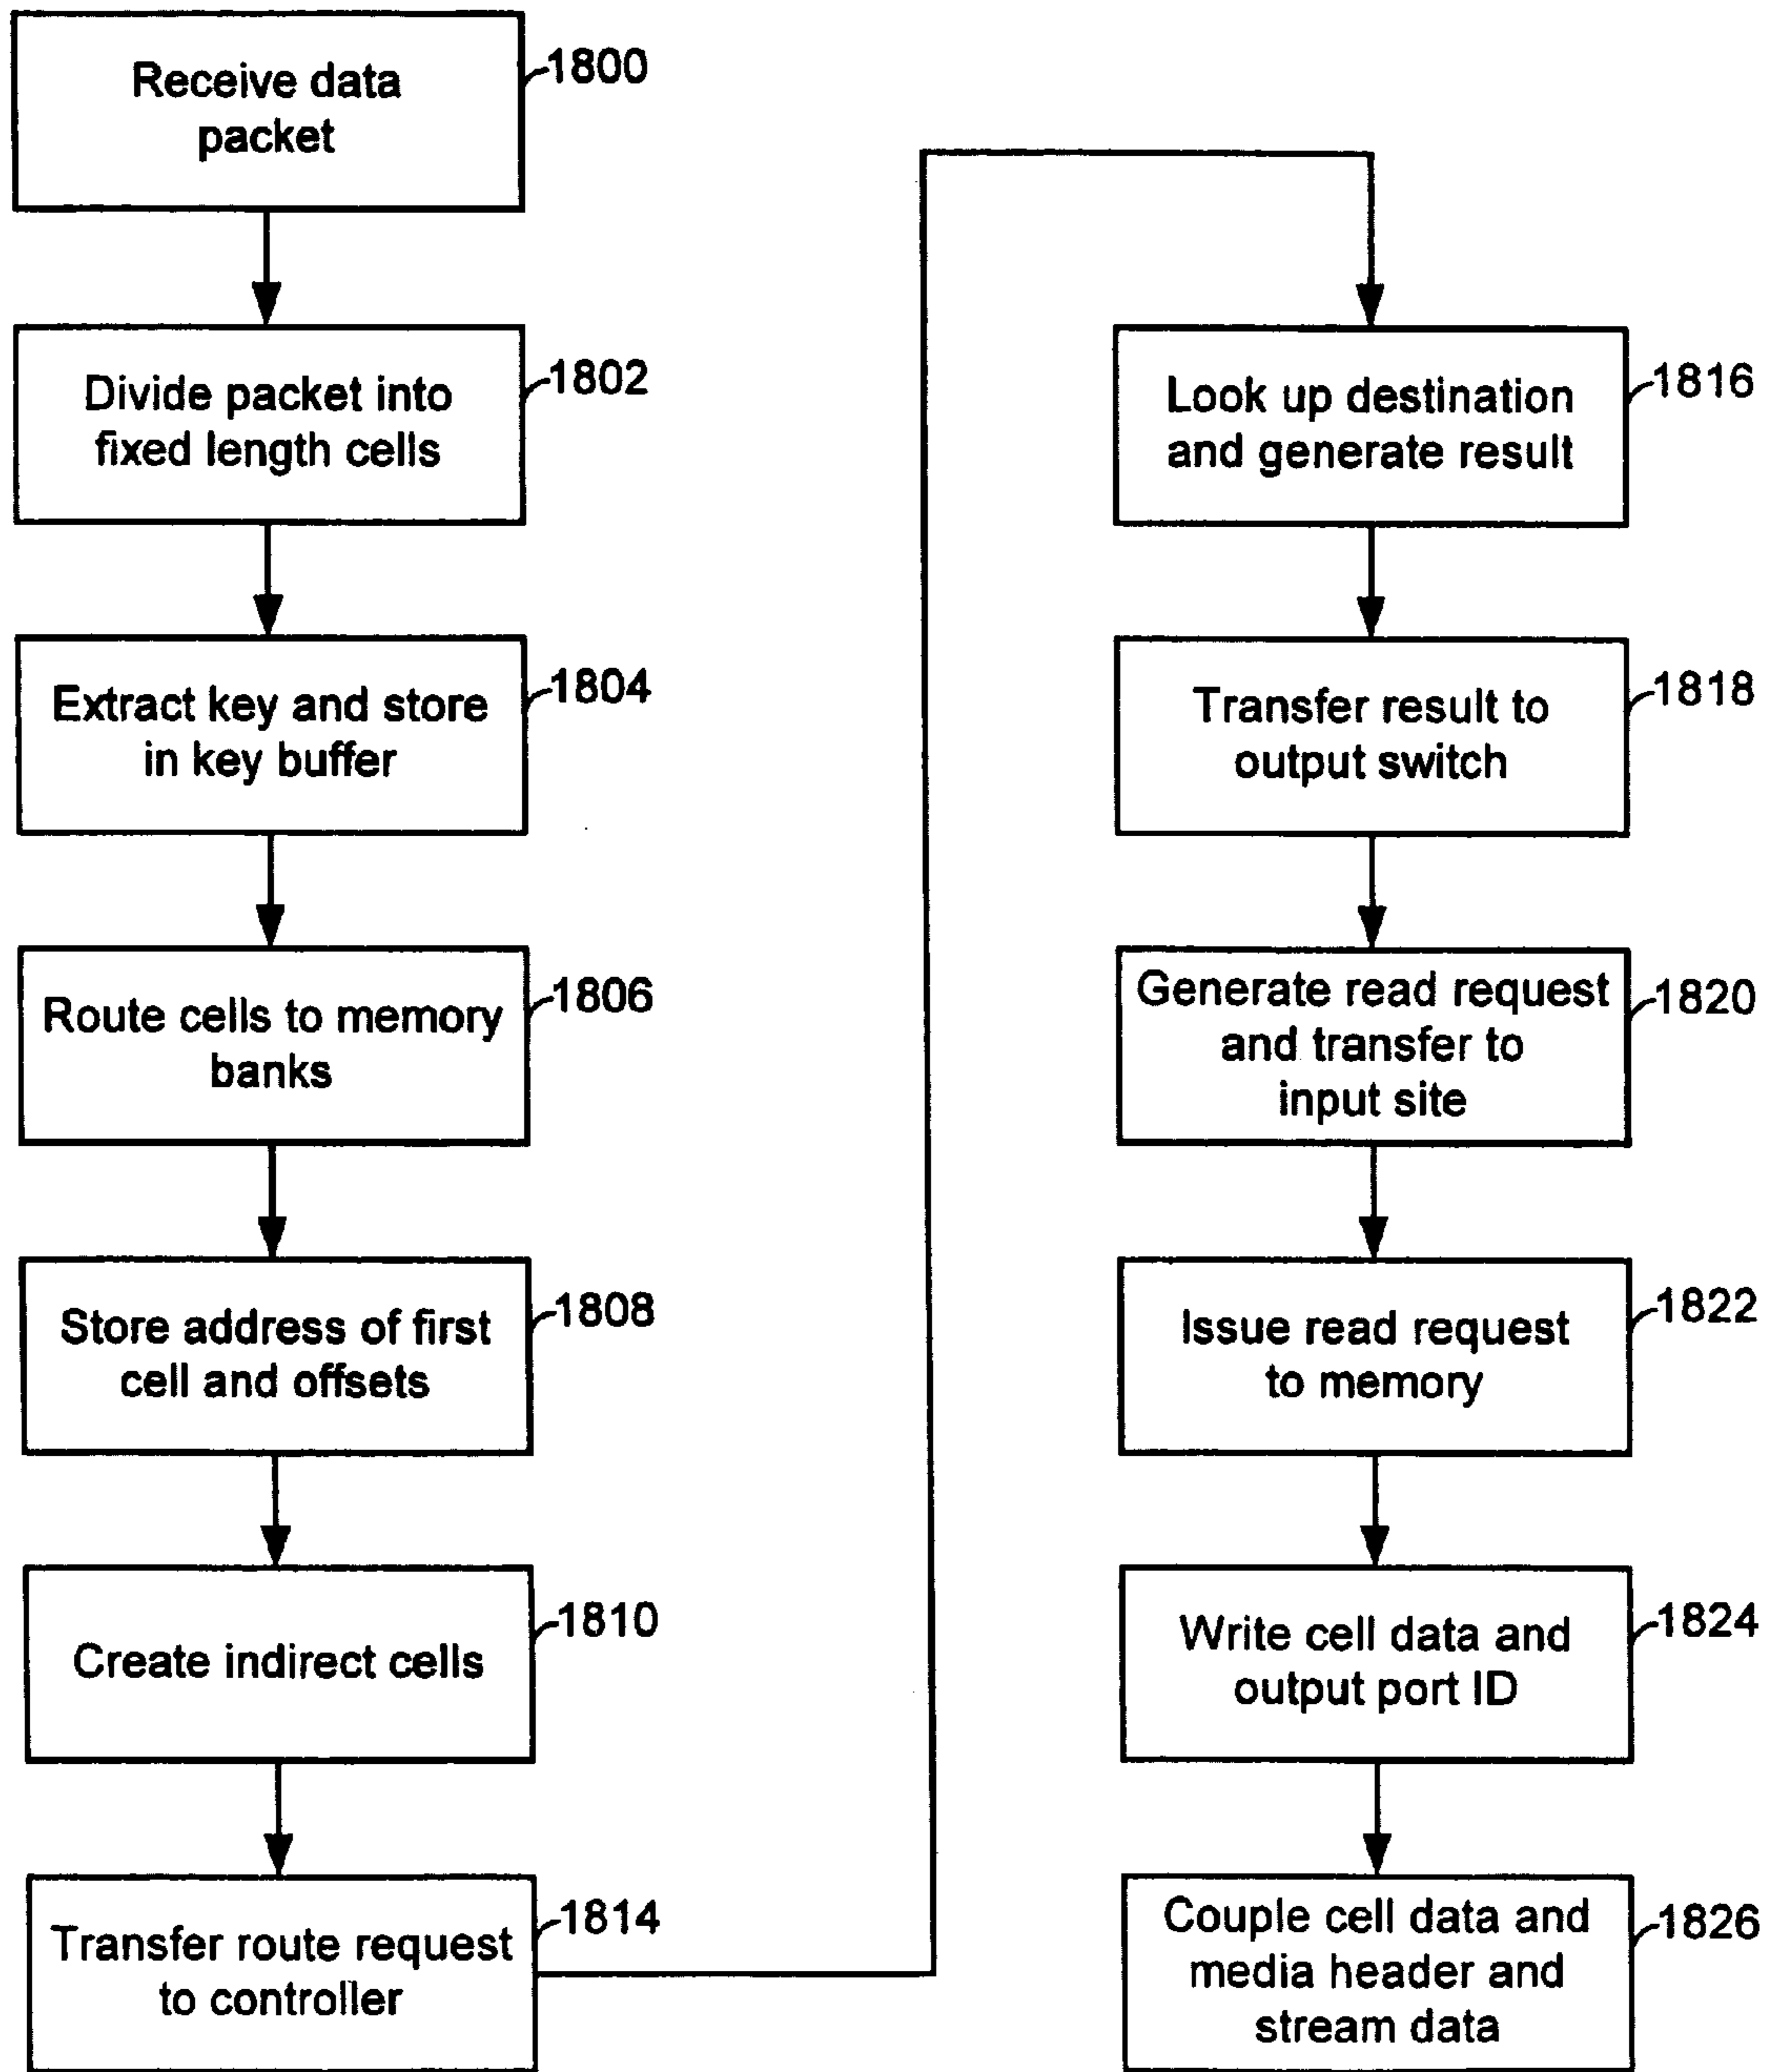 Receive data
packet
1800
Divide packet into
fixed length cells
1802
Extract key and store
in key buffer
1804
Route cells to memory
banks
1806
Store address of first
cell and offsets
1808
Create indirect cells
1810
Transfer route request
to controller
1814
Look up destination
and generate result
1816
Transfer result to
output switch
1818
Generate read request
and transfer to
input site
1820
Issue read request
to memory
1822
Write cell data and
output port ID
1824
Couple cell data and
media header and
stream data
1826